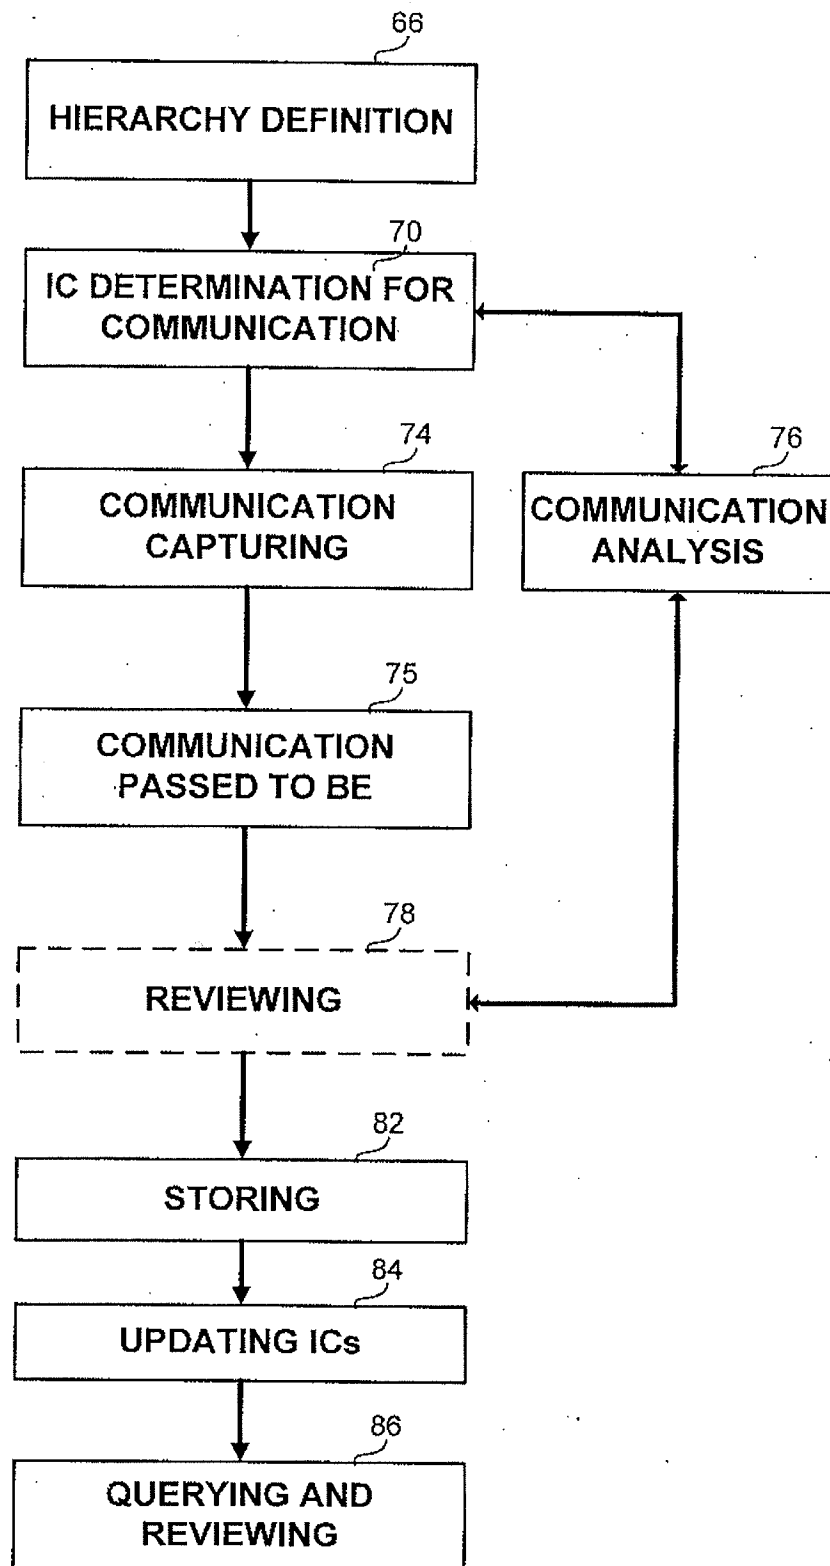 66
HIERARCHY DEFINITION
70
IC DETERMINATION FOR
COMMUNICATION
74
COMMUNICATION
CAPTURING
76
COMMUNICATION
ANALYSIS
75
COMMUNICATION
PASSED TO BE
78
REVIEWING
82
STORING
84
UPDATING ICs
86
QUERYING AND
REVIEWING